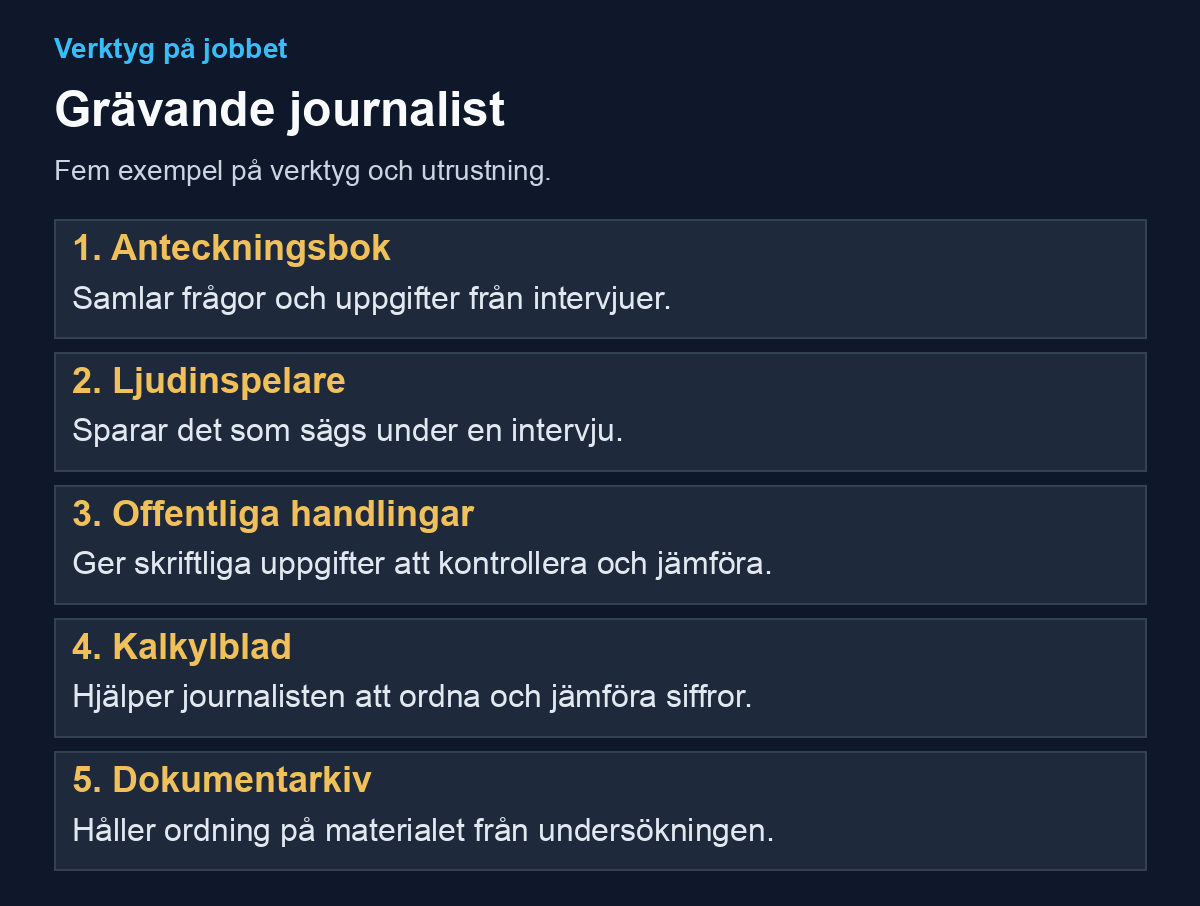 Verktyg på jobbet
Grävande journalist
Fem exempel på verktyg och utrustning.
1. Anteckningsbok
Samlar frågor och uppgifter från intervjuer.
2. Ljudinspelare
Sparar det som sägs under en intervju.
3. Offentliga handlingar
Ger skriftliga uppgifter att kontrollera och jämföra.
4. Kalkylblad
Hjälper journalisten att ordna och jämföra siffror.
5. Dokumentarkiv
Håller ordning på materialet från undersökningen.